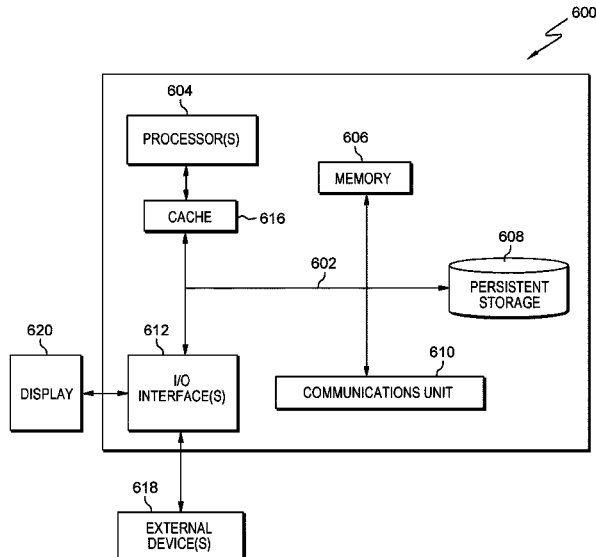 600
604
PROCESSOR(S)
606
MEMORY
CACHE
616
602
608
PERSISTENT
STORAGE
620
DISPLAY
612
I/O
INTERFACE(S)
610
COMMUNICATIONS UNIT
618
EXTERNAL
DEVICE(S)